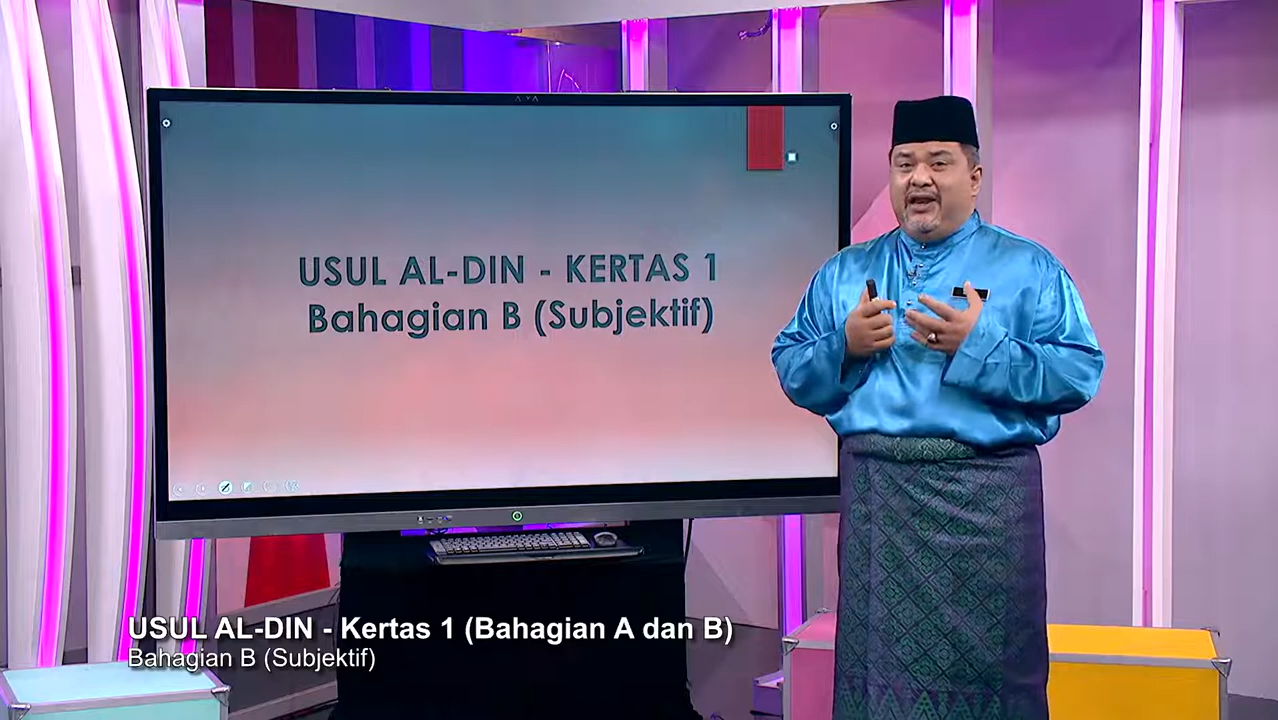 USUL AL-DIN - KERTAS 1
Bahagian B (Subjektif)
USUL AL-DIN - Kertas 1 (Bahagian A dan B)
Bahagian B (Subjektif)